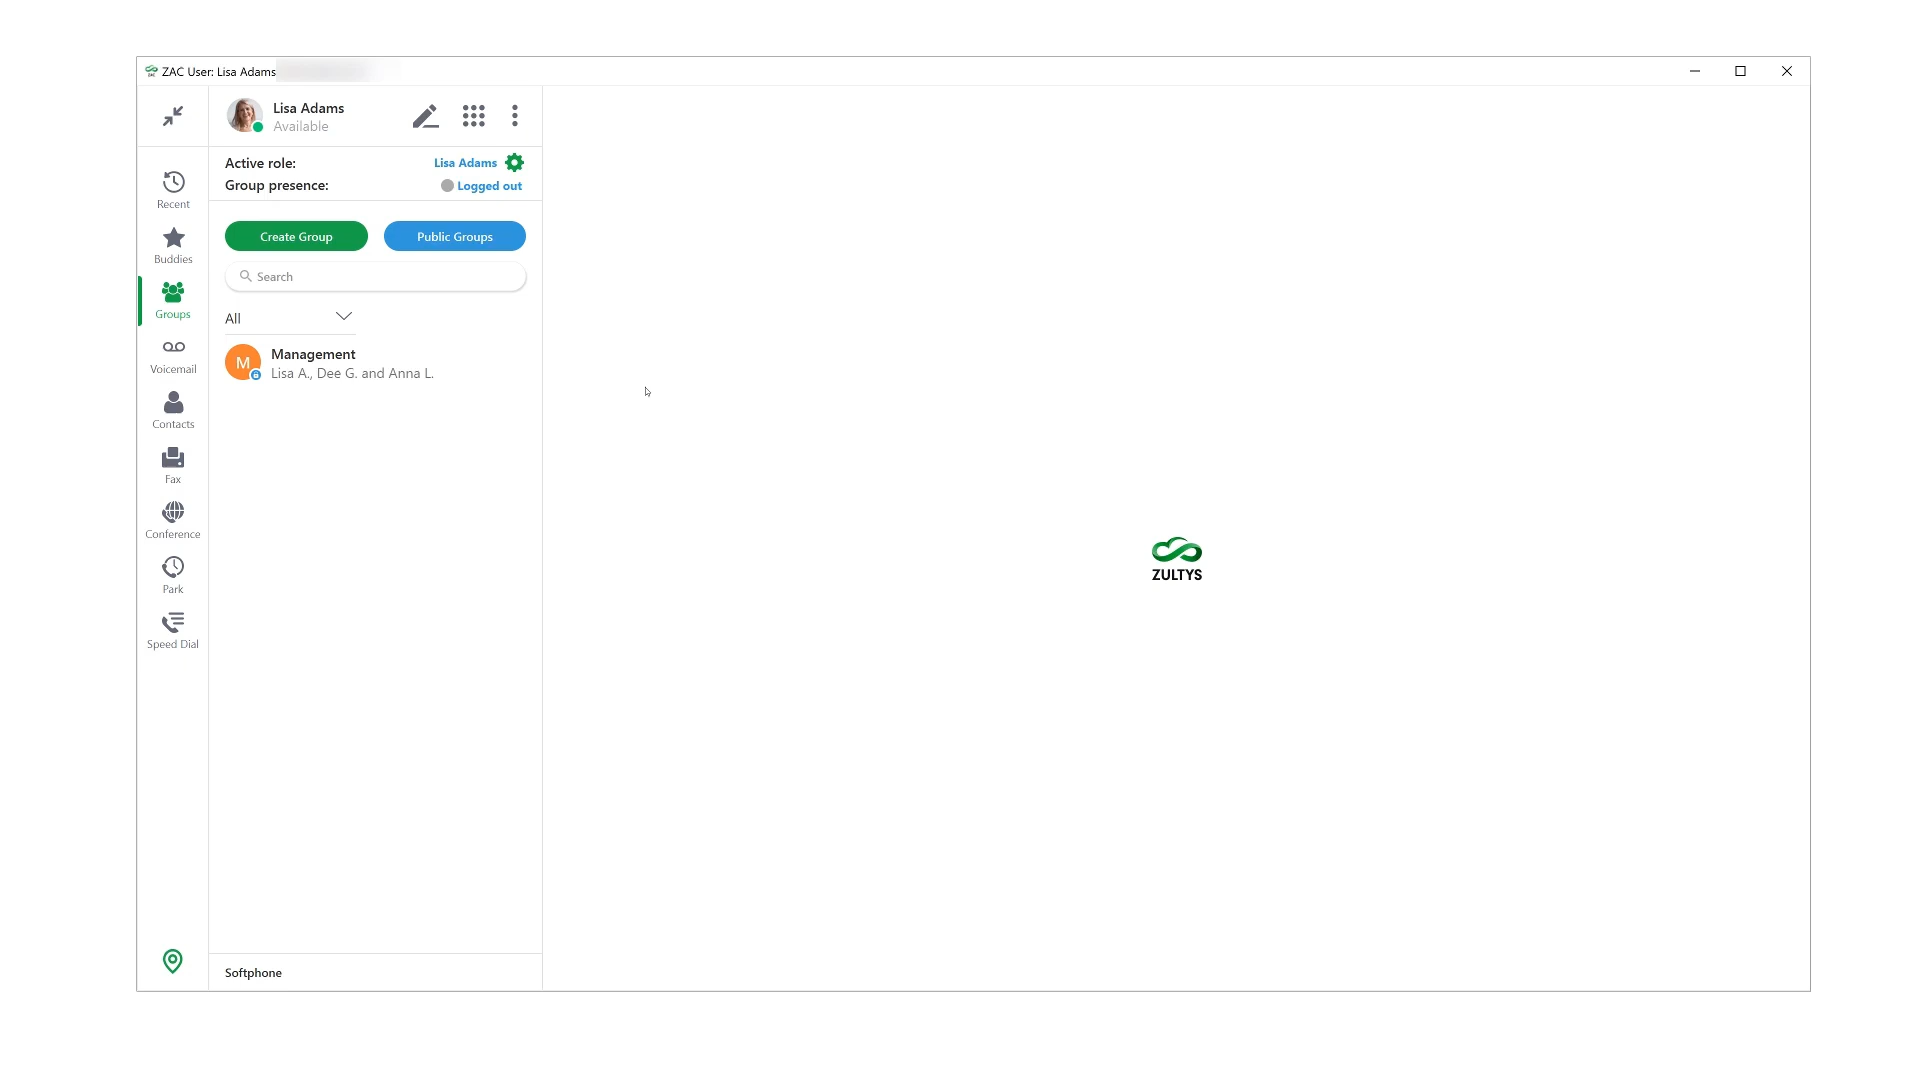 ZAC User: Lisa Adams
Lisa Adams
Available
Active role:
Lisa Adams
Group presence:
Logged out
Recent
Buddies
Groups
Voicemail
Contacts
Fax
Conference
Park
Speed Dial
Create Group
Public Groups
Search
All
M
Management
Lisa A., Dee G. and Anna L.
ZULTYS
Softphone